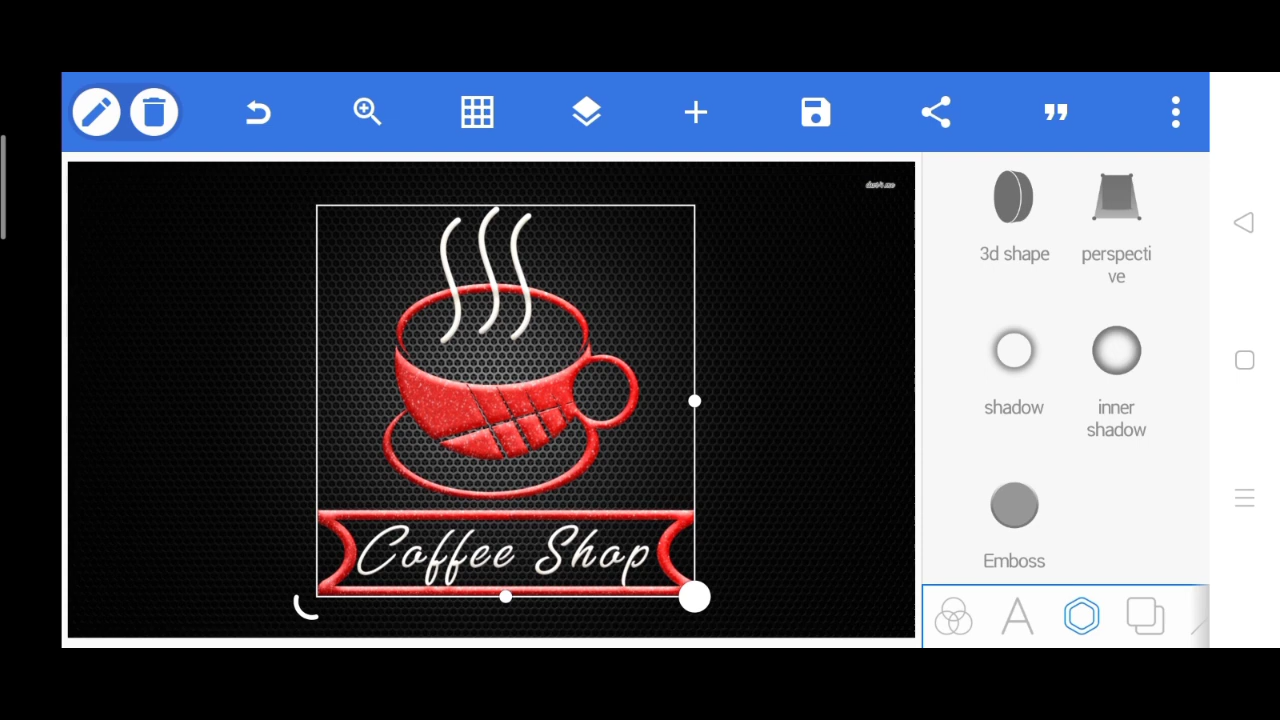 3d shape
perspecti
ve
shadow
inner
shadow
Emboss
Coffee Shop